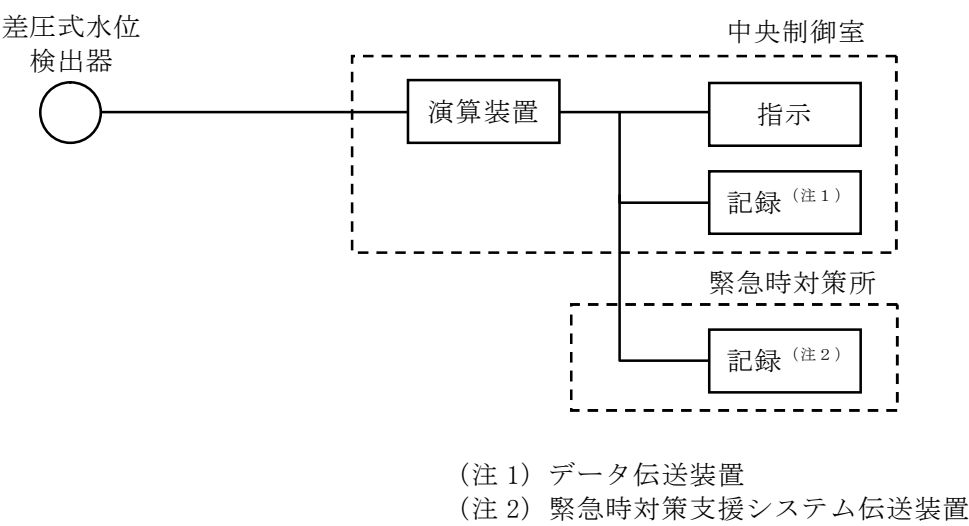 差圧式水位
検出器
中央制御室
演算装置
指示
記録(注1)
緊急時対策所
記録(注2)
(注 1) データ伝送装置
(注 2) 緊急時対策支援システム伝送装置